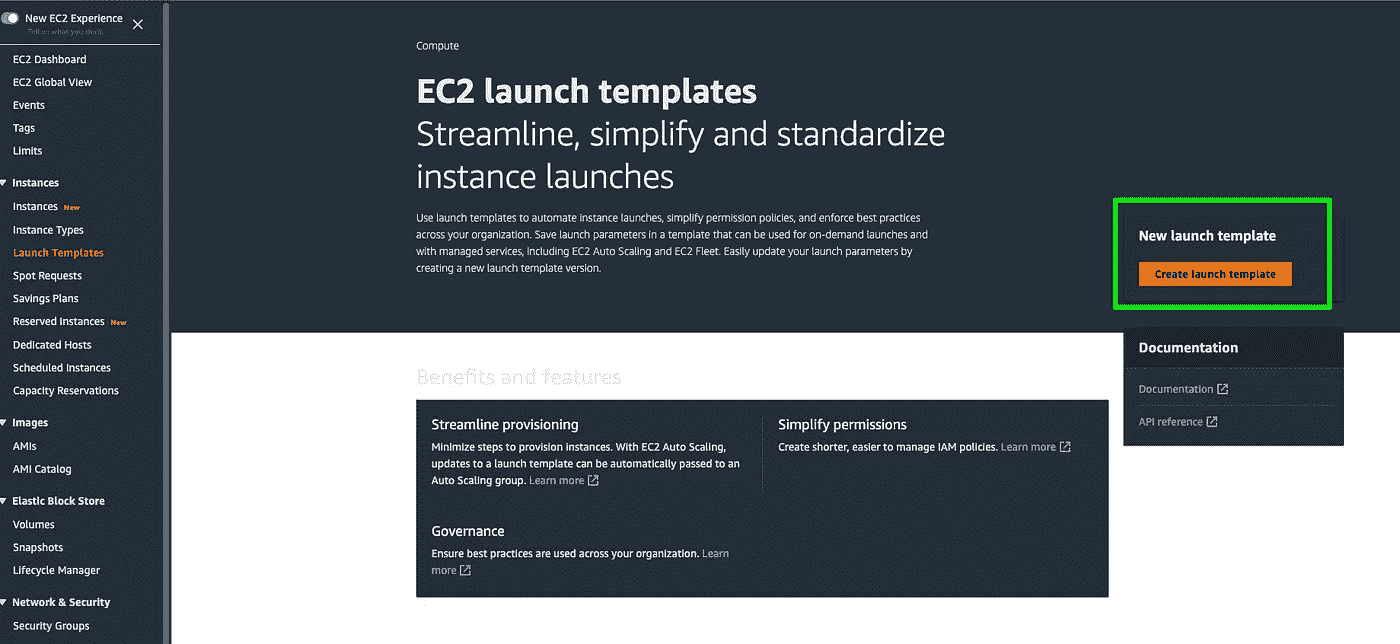 New EC2 Experience
Tell us what you think
EC2 Dashboard
EC2 Global View
Events
Tags
Limits
Instances
Instances New
Instance Types
Launch Templates
Spot Requests
Savings Plans
Reserved Instances New
Dedicated Hosts
Scheduled Instances
Capacity Reservations
Images
AMIs
AMI Catalog
Elastic Block Store
Volumes
Snapshots
Lifecycle Manager
Network & Security
Security Groups
Compute
EC2 launch templates
Streamline, simplify and standardize
instance launches
Use launch templates to automate instance launches, simplify permission policies, and enforce best practices
across your organization. Save launch parameters in a template that can be used for on-demand launches and
with managed services, including EC2 Auto Scaling and EC2 Fleet. Easily update your launch parameters by
creating a new launch template version.
New launch template
Create launch template
Documentation
Documentation
API reference
Benefits and features
Streamline provisioning
Minimize steps to provision instances. With EC2 Auto Scaling,
updates to a launch template can be automatically passed to an
Auto Scaling group. Learn more
Simplify permissions
Create shorter, easier to manage IAM policies. Learn more
Governance
Ensure best practices are used across your organization. Learn
more